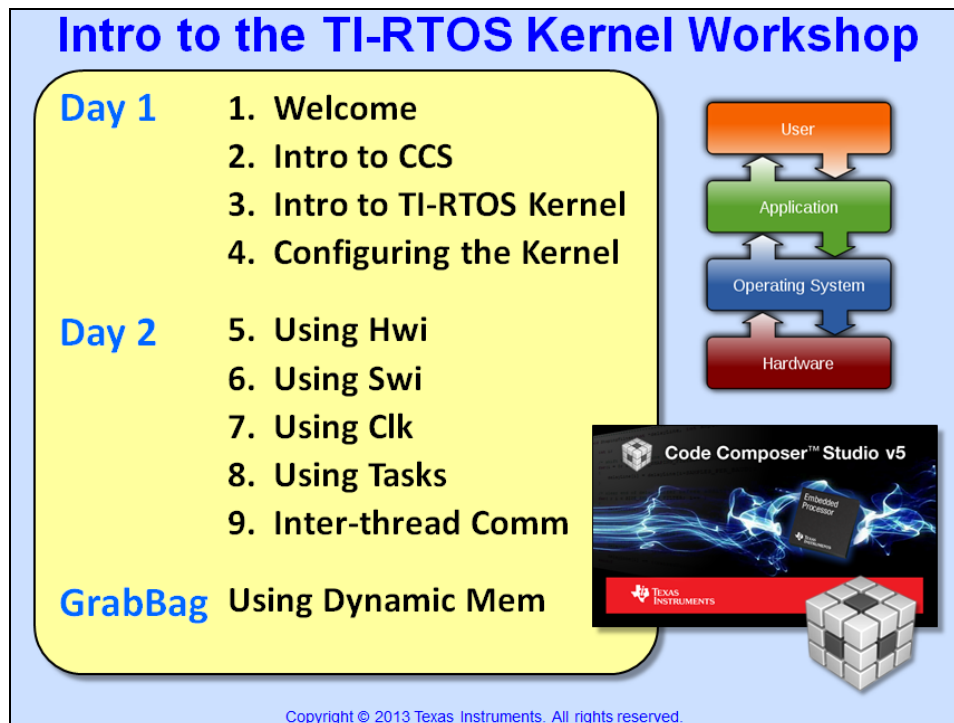 Intro to the TI-RTOS Kernel Workshop
Day 1
1. Welcome
2. Intro to CCS
3. Intro to TI-RTOS Kernel
4. Configuring the Kernel
Day 2
5. Using Hwi
6. Using Swi
7. Using Clk
8. Using Tasks
9. Inter-thread Comm
GrabBag
Using Dynamic Mem
User
Application
Operating System
Hardware
Code Composer™ Studio v5
Embedded
Processor
TEXAS
INSTRUMENTS
TEXAS
INSTRUMENTS
Copyright © 2013 Texas Instruments. All rights reserved.